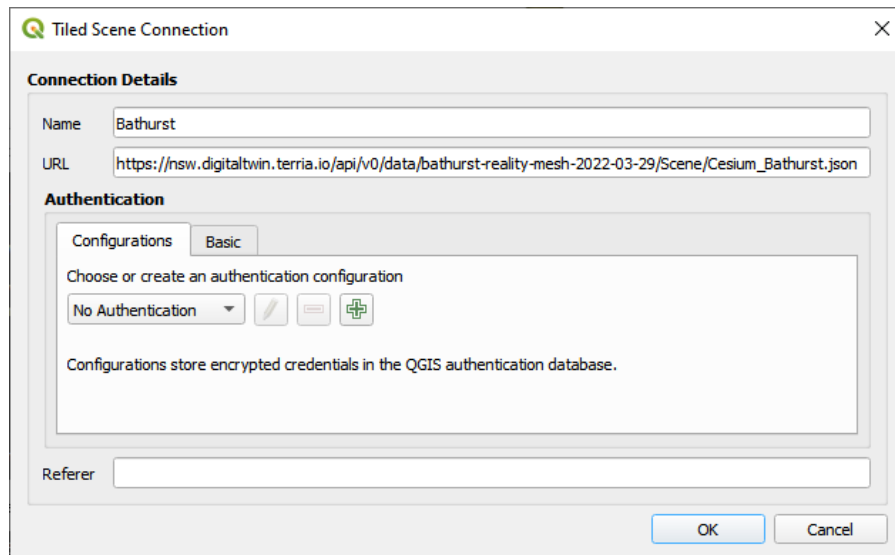 Tiled Scene Connection
Connection Details
Name Bathurst
URL https://nsw.digitaltwin.terria.io/api/v0/data/bathurst-reality-mesh-2022-03-29/Scene/Cesium_Bathurst.json
Authentication
Configurations Basic
Choose or create an authentication configuration
No Authentication
Configurations store encrypted credentials in the QGIS authentication database.
Referer
OK Cancel